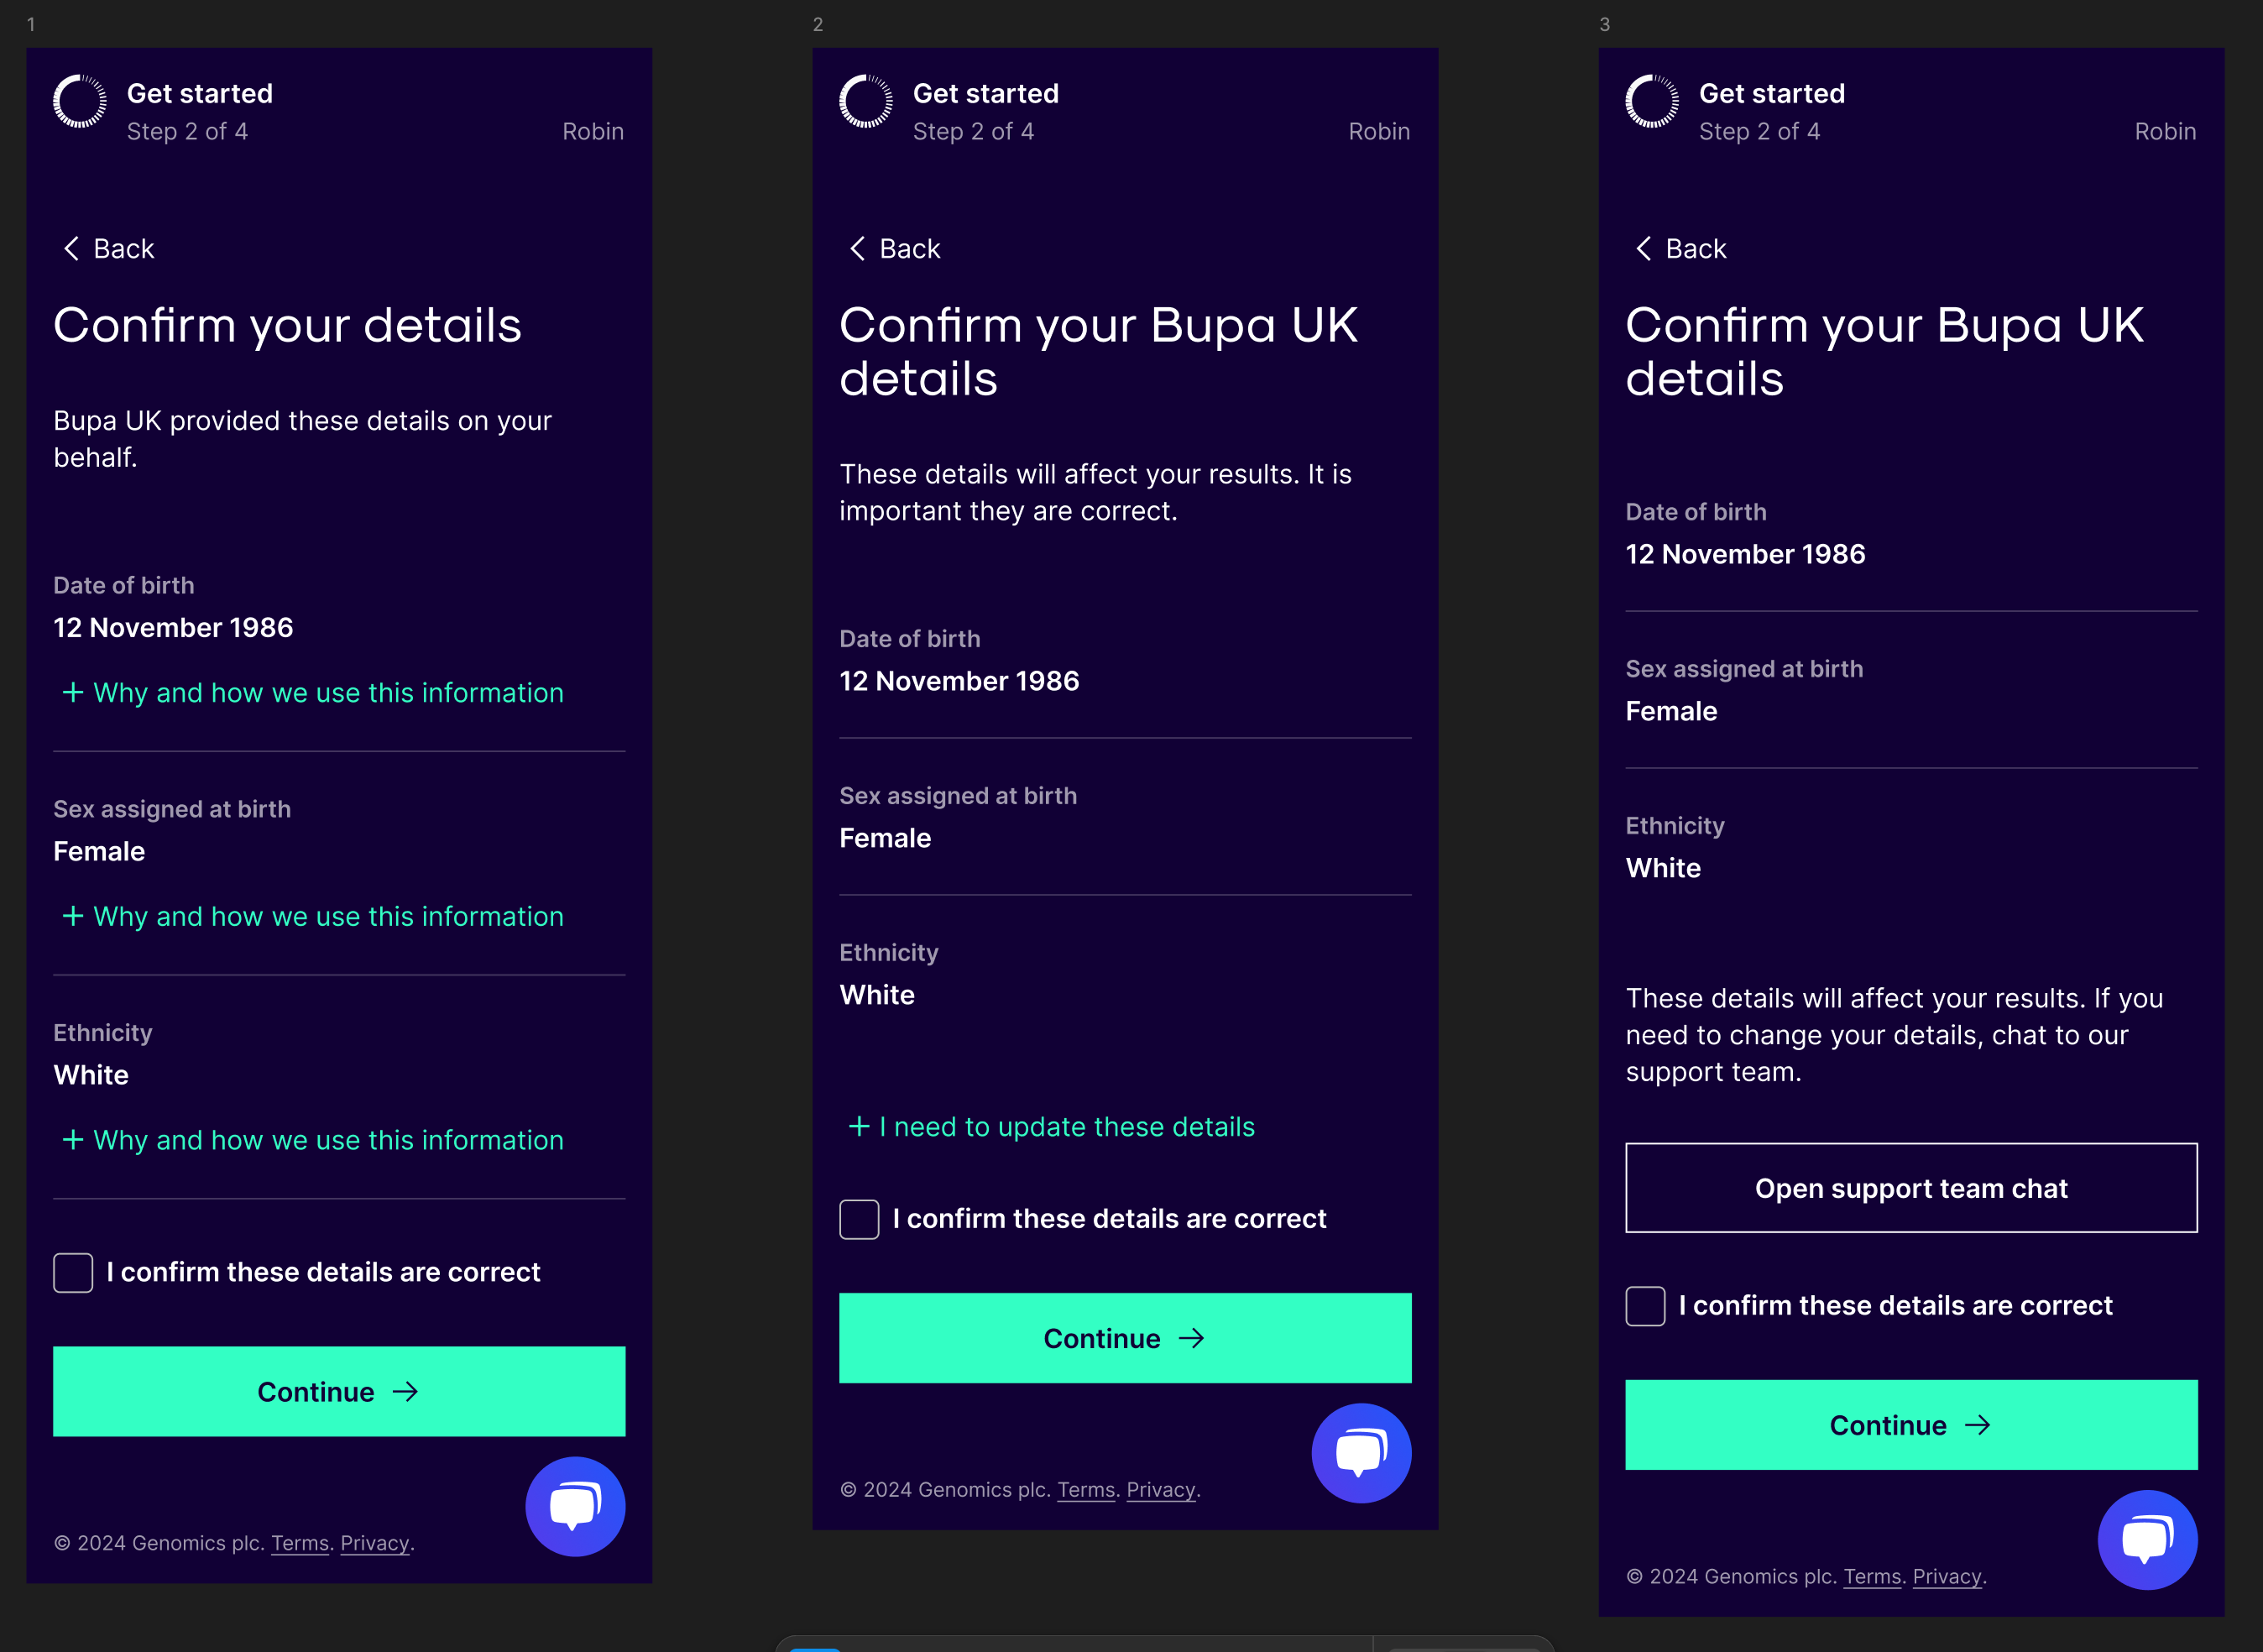 1
Get started
Step 2 of 4
Robin
Back
Confirm your details
Bupa UK provided these details on your
behalf.
Date of birth
12 November 1986
+ Why and how we use this information
Sex assigned at birth
Female
+ Why and how we use this information
Ethnicity
White
+ Why and how we use this information
I confirm these details are correct
Continue →
© 2024 Genomics plc. Terms. Privacy.
2
Get started
Step 2 of 4
Robin
Back
Confirm your Bupa UK
details
These details will affect your results. It is
important they are correct.
Date of birth
12 November 1986
Sex assigned at birth
Female
Ethnicity
White
+ I need to update these details
I confirm these details are correct
Continue →
© 2024 Genomics plc. Terms. Privacy.
3
Get started
Step 2 of 4
Robin
Back
Confirm your Bupa UK
details
Date of birth
12 November 1986
Sex assigned at birth
Female
Ethnicity
White
These details will affect your results. If you
need to change your details, chat to our
support team.
Open support team chat
I confirm these details are correct
Continue →
© 2024 Genomics plc. Terms. Privacy.